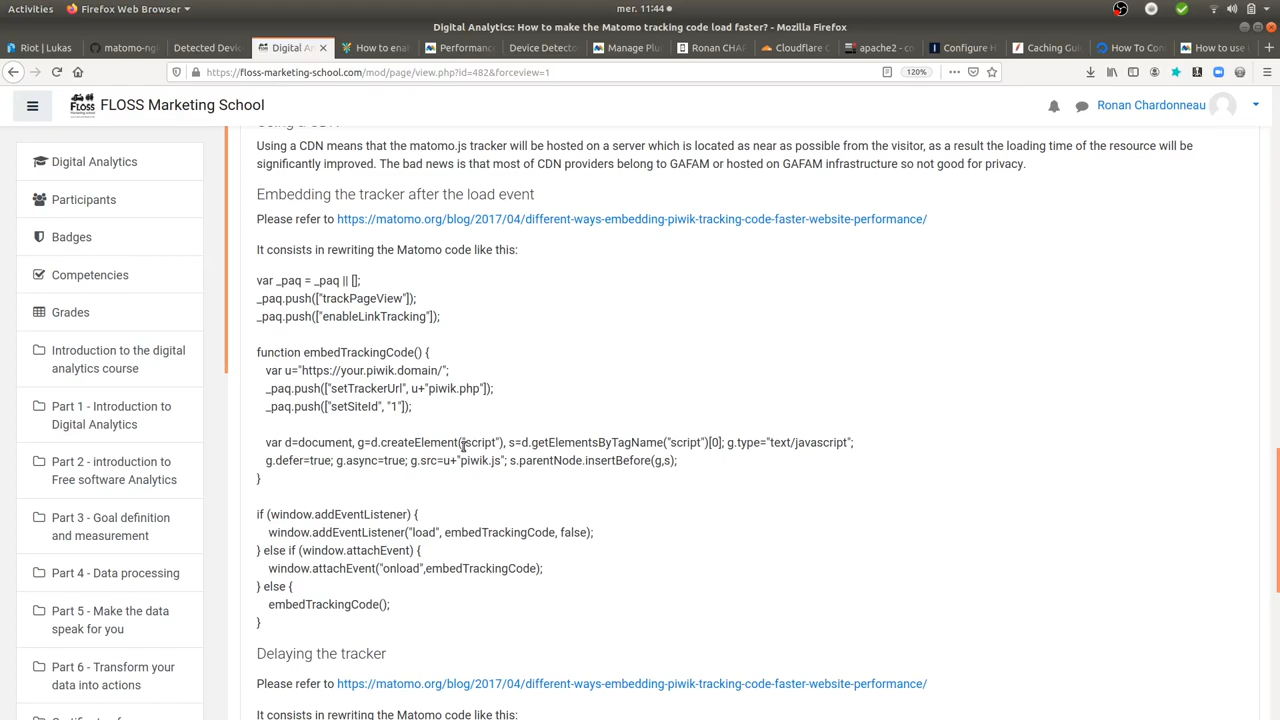 Activities
Firefox Web Browser
mer. 11:44
Digital Analytics: How to make the Matomo tracking code load faster? - Mozilla Firefox
Riot | Lukas
matomo-ng
Detected Devic
Digital An
How to ena
Performanc
Device Detecto
Manage Plu
Ronan CHA
Cloudflare C
apache2 - co
Configure H
Caching Gui
How To Con
How to use
https://floss-marketing-school.com/mod/page/view.php?id=482&forceview=1
120%
FLOSS
FLOSS Marketing School
Ronan Chardonneau
Digital Analytics
Participants
Badges
Competencies
Grades
Introduction to the digital
analytics course
Part 1 - Introduction to
Digital Analytics
Part 2 - introduction to
Free software Analytics
Part 3 - Goal definition
and measurement
Part 4 - Data processing
Part 5 - Make the data
speak for you
Part 6 - Transform your
data into actions
Using a CDN
Using a CDN means that the matomo.js tracker will be hosted on a server which is located as near as possible from the visitor, as a result the loading time of the resource will be
significantly improved. The bad news is that most of CDN providers belong to GAFAM or hosted on GAFAM infrastructure so not good for privacy.
Embedding the tracker after the load event
Please refer to https://matomo.org/blog/2017/04/different-ways-embedding-piwik-tracking-code-faster-website-performance/
It consists in rewriting the Matomo code like this:
var _paq = _paq || [];
_paq.push(["trackPageView"]);
_paq.push(["enableLinkTracking"]);
function embedTrackingCode() {
var u="https://your.piwik.domain/";
_paq.push(["setTrackerUrl", u+"piwik.php"]);
_paq.push(["setSiteId", "1"]);
var d=document, g=d.createElement("script"), s=d.getElementsByTagName("script")[0]; g.type="text/javascript";
g.defer=true; g.async=true; g.src=u+"piwik.js"; s.parentNode.insertBefore(g,s);
}
if (window.addEventListener) {
window.addEventListener("load", embedTrackingCode, false);
} else if (window.attachEvent) {
window.attachEvent("onload",embedTrackingCode);
} else {
embedTrackingCode();
}
Delaying the tracker
Please refer to https://matomo.org/blog/2017/04/different-ways-embedding-piwik-tracking-code-faster-website-performance/
It consists in rewriting the Matomo code like this: